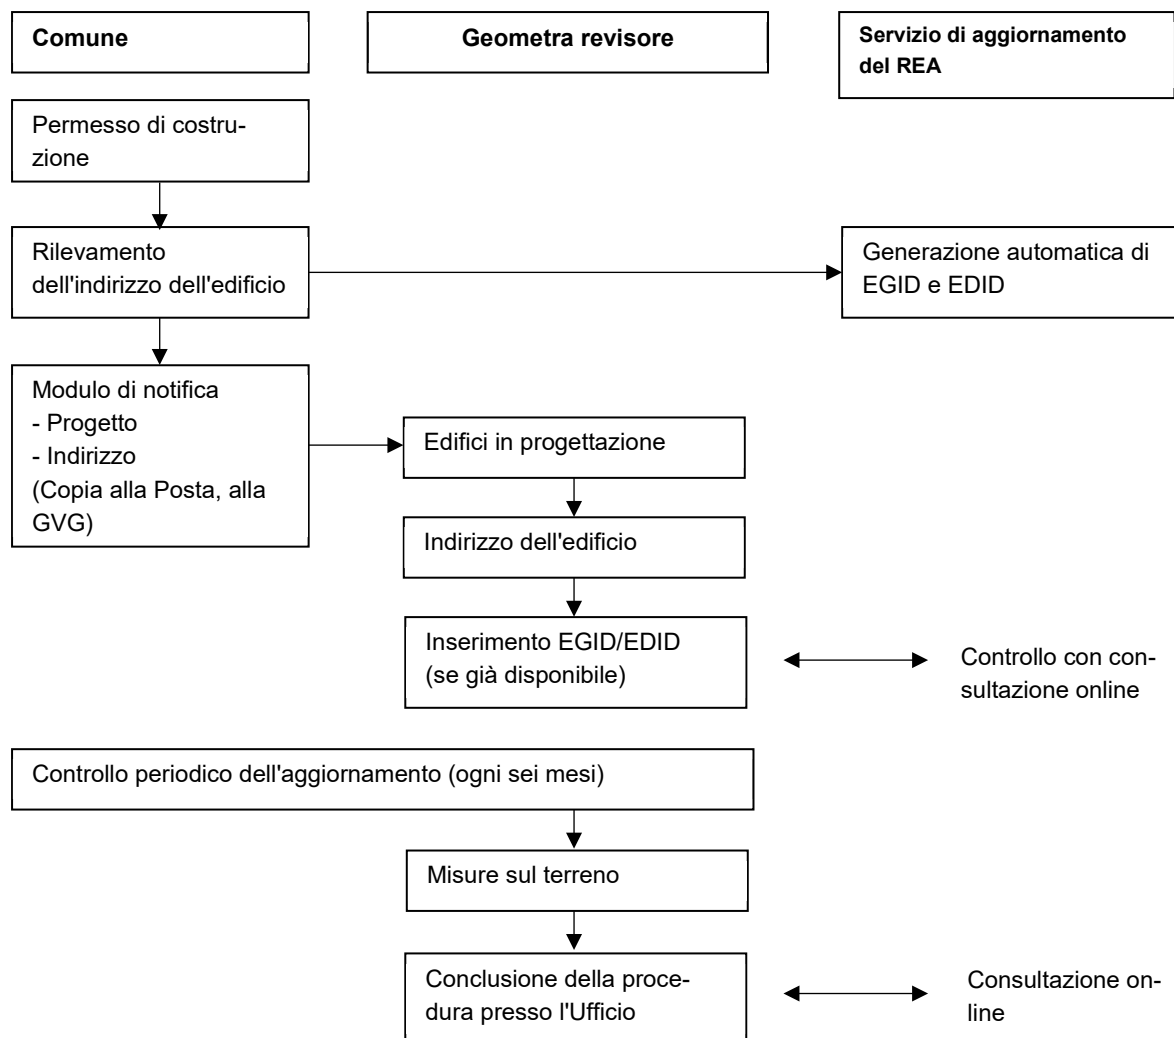 Comune
Geometra revisore
Servizio di aggiornamento
del REA
Permesso di costru-
zione
Rilevamento
dell'indirizzo dell'edificio
Generazione automatica di
EGID e EDID
Modulo di notifica
- Progetto
- Indirizzo
(Copia alla Posta, alla
GVG)
Edifici in progettazione
Indirizzo dell'edificio
Inserimento EGID/EDID
(se già disponibile)
Controllo con con-
sultazione online
Controllo periodico dell'aggiornamento (ogni sei mesi)
Misure sul terreno
Conclusione della proce-
dura presso l'Ufficio
Consultazione on-
line